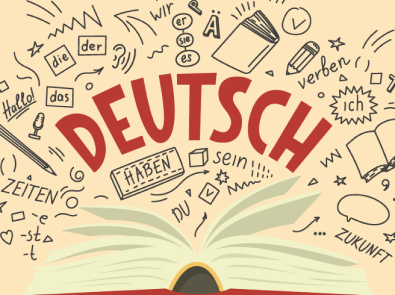 wir
er
sie
es
Ä
der
die
das
Hallo!
DEUTSCH
verben
ich
HABEN
sein
DU
ZEITEN
-e
-st
-t
ZUKUNFT